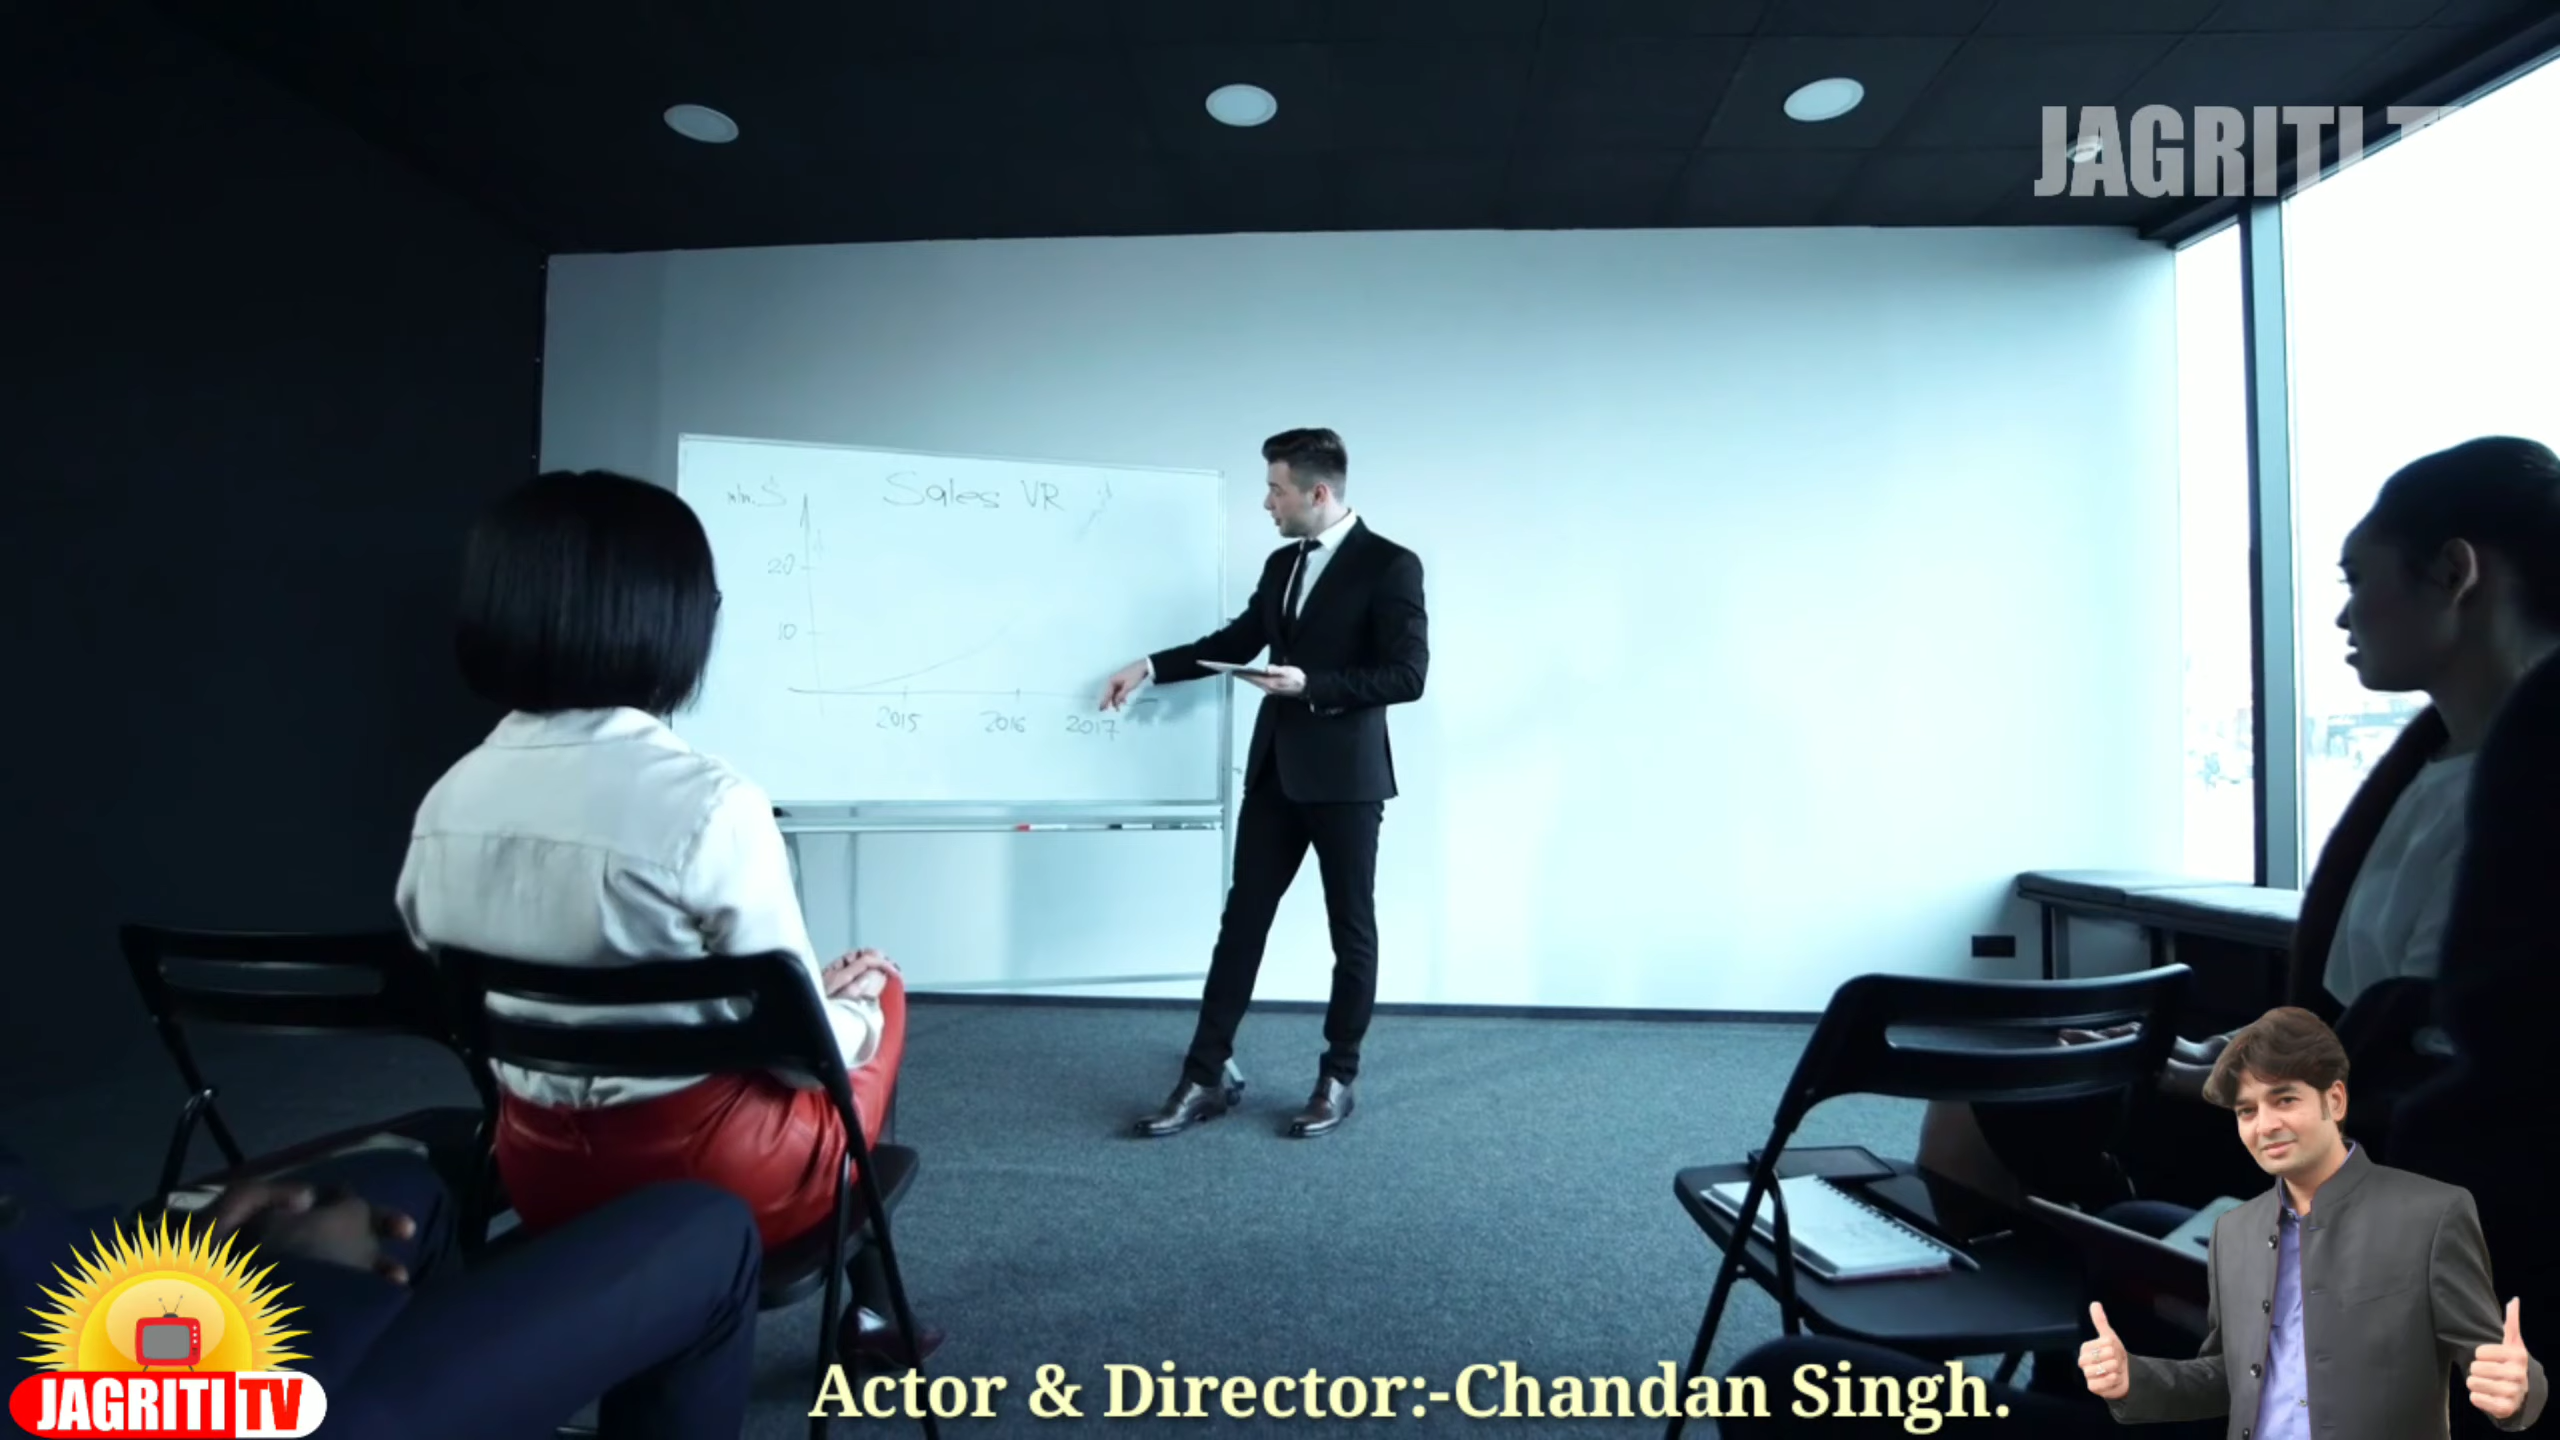 JAGRITI T
mln. $
Sales VR
20
10
2015
2016
2017
JAGRITI TV
Actor & Director:-Chandan Singh.